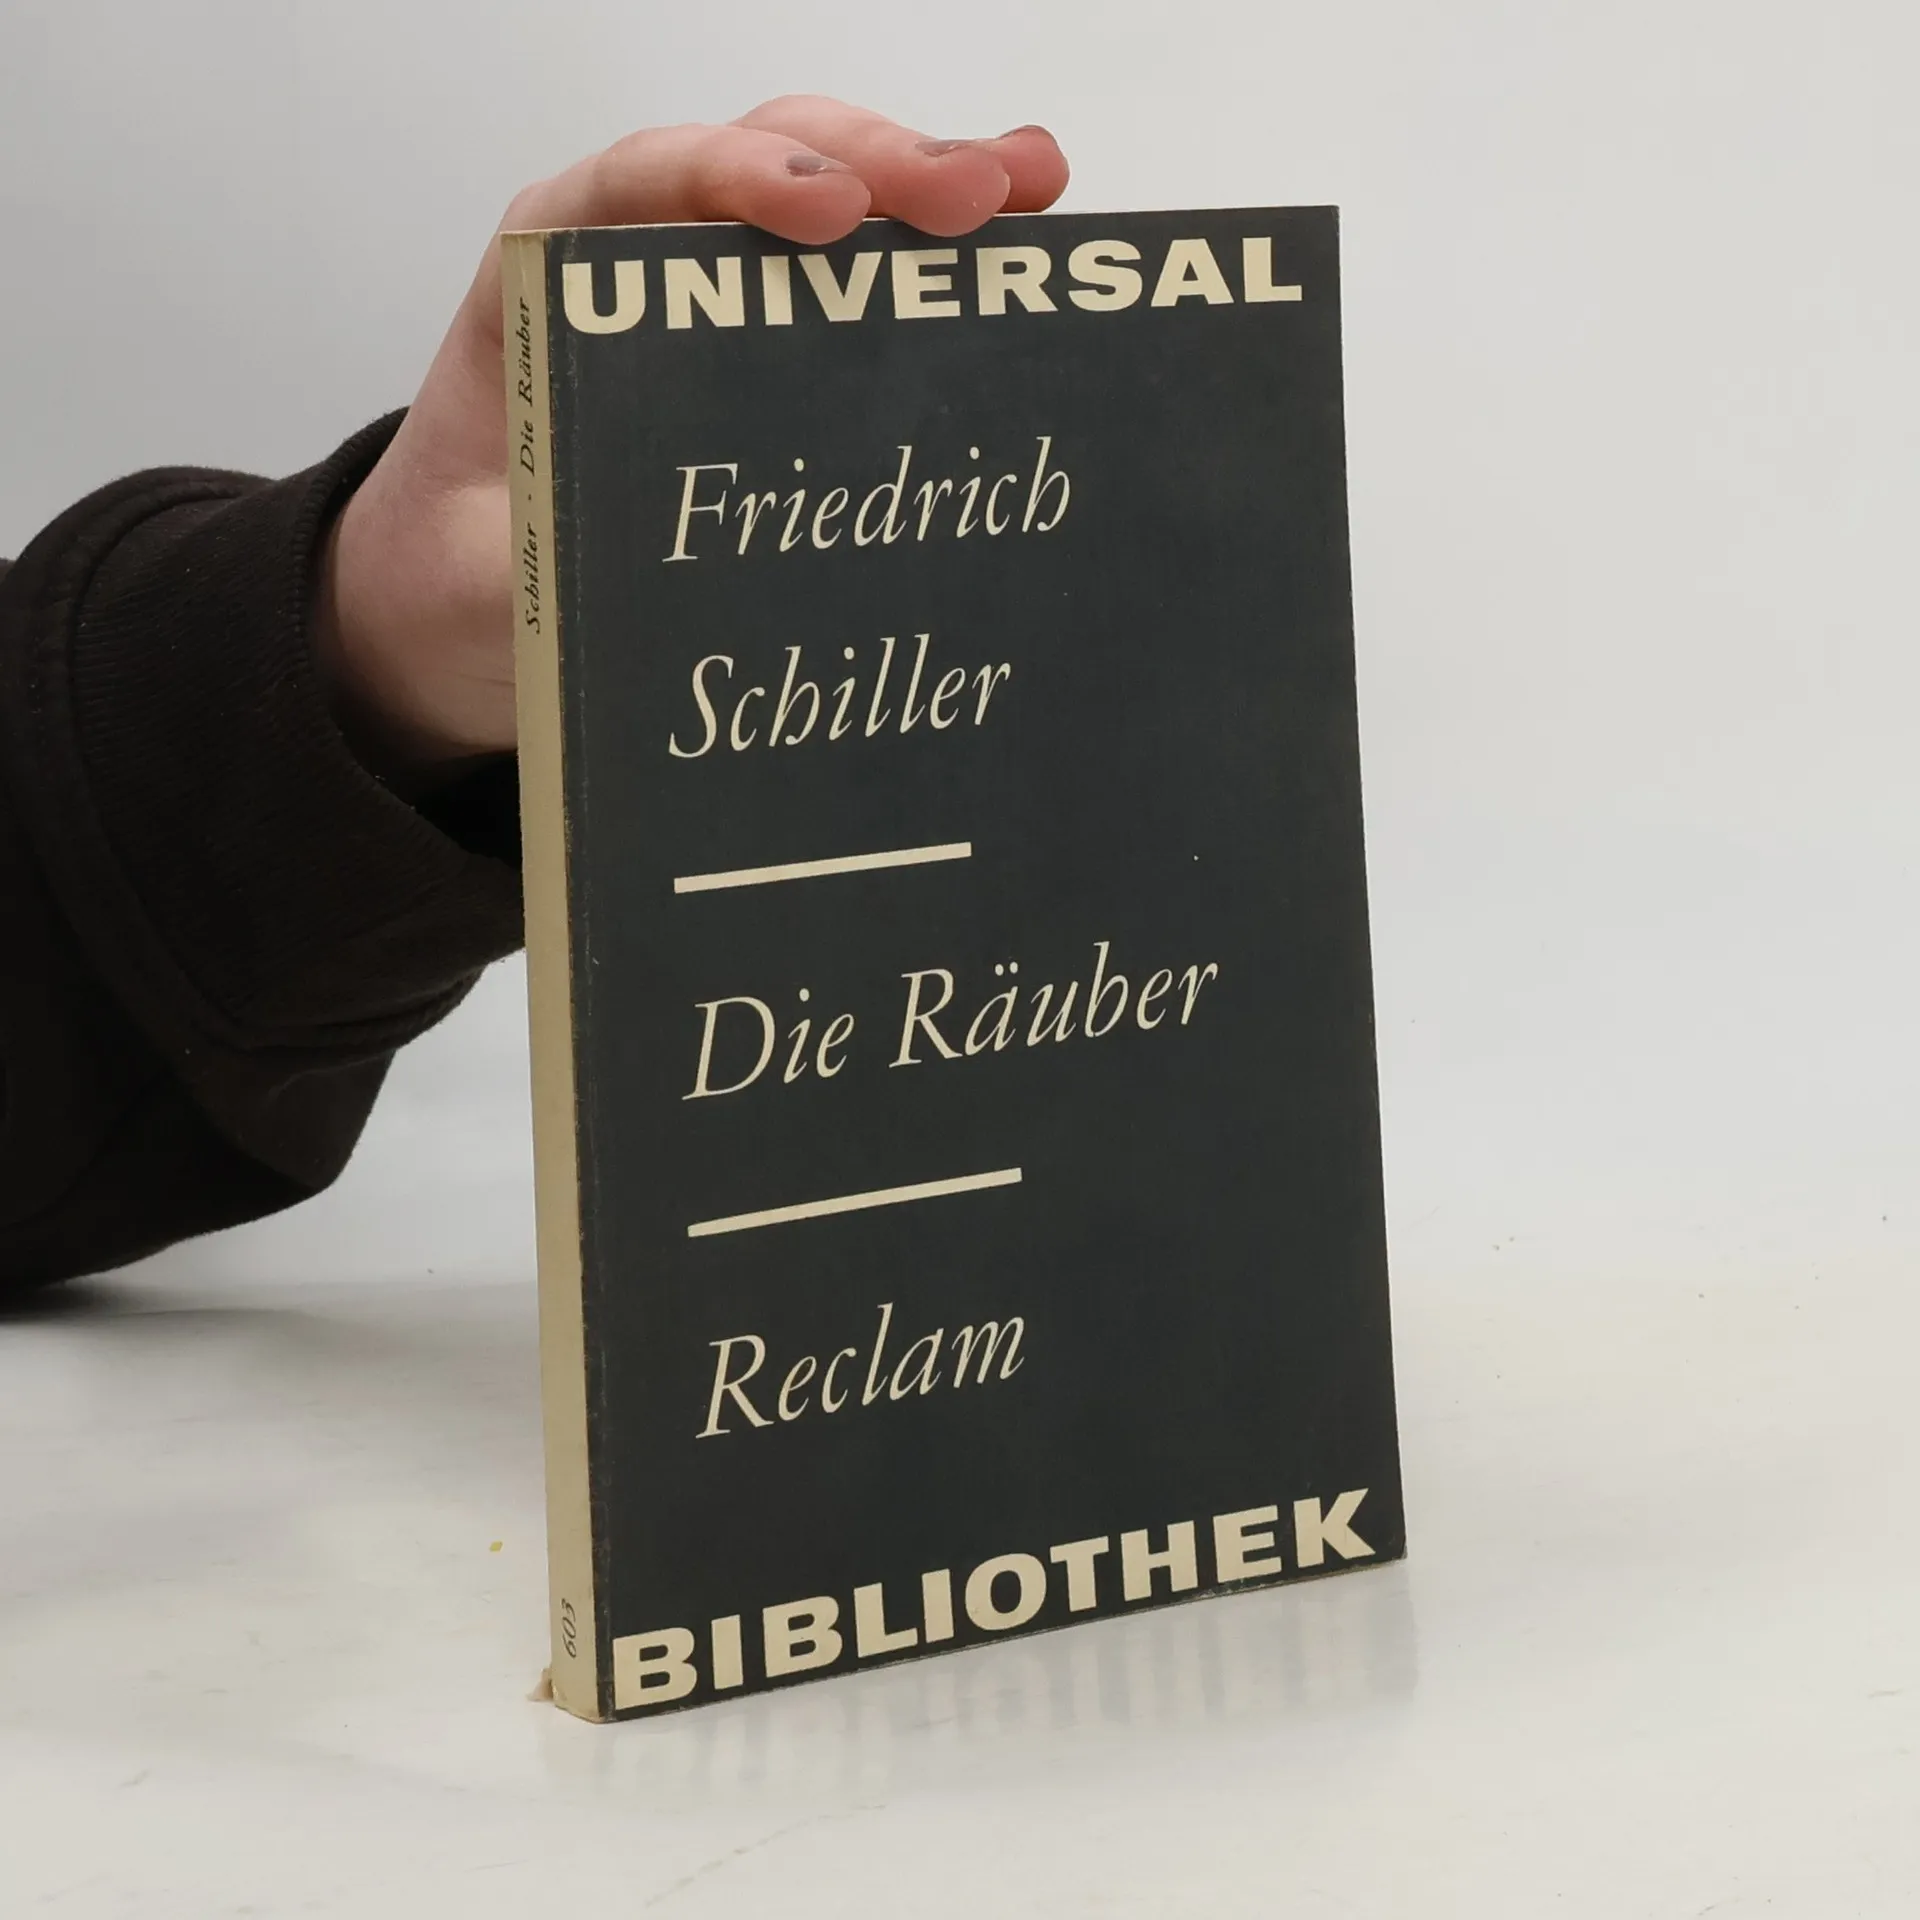 UNIVERSAL
Friedrich
Schiller
Die Räuber
Reclam
BIBLIOTHEK
Schiller · Die Räuber
603